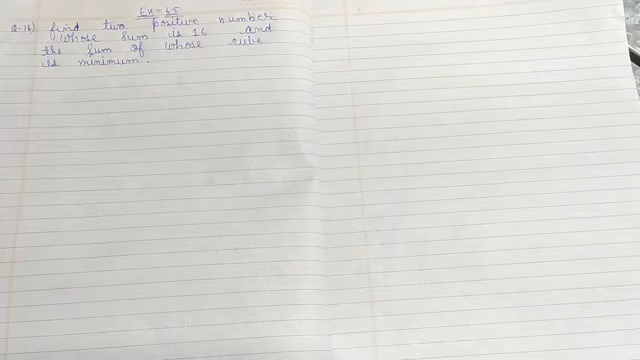 Ex = 6.5
Q-16) find two positive number
whose sum is 16 and
the sum of whose cube
is minimum.